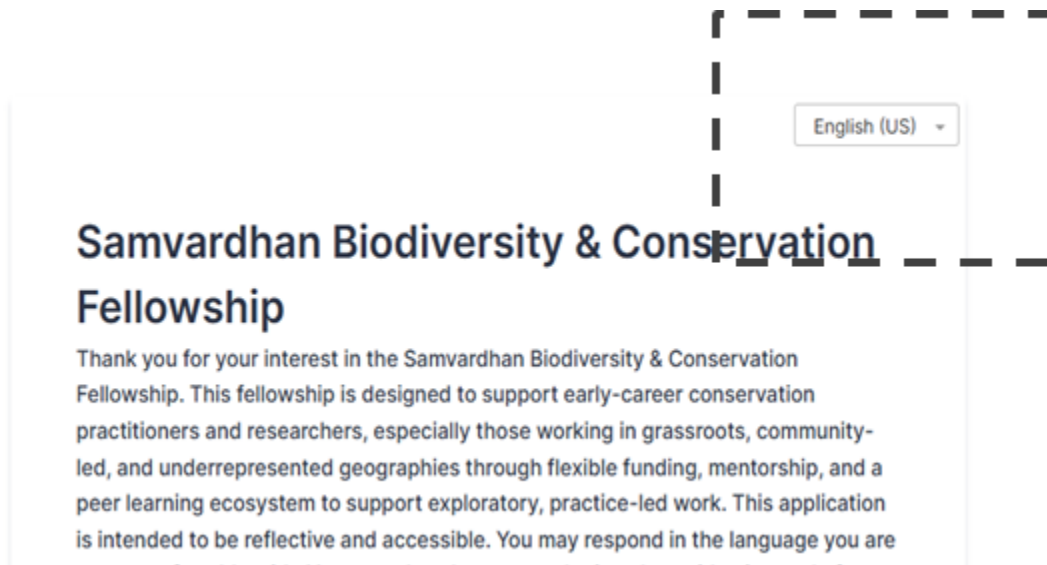 English (US)
Samvardhan Biodiversity & Conservation
Fellowship
Thank you for your interest in the Samvardhan Biodiversity & Conservation
Fellowship. This fellowship is designed to support early-career conservation
practitioners and researchers, especially those working in grassroots, community-
led, and underrepresented geographies through flexible funding, mentorship, and a
peer learning ecosystem to support exploratory, practice-led work. This application
is intended to be reflective and accessible. You may respond in the language you are